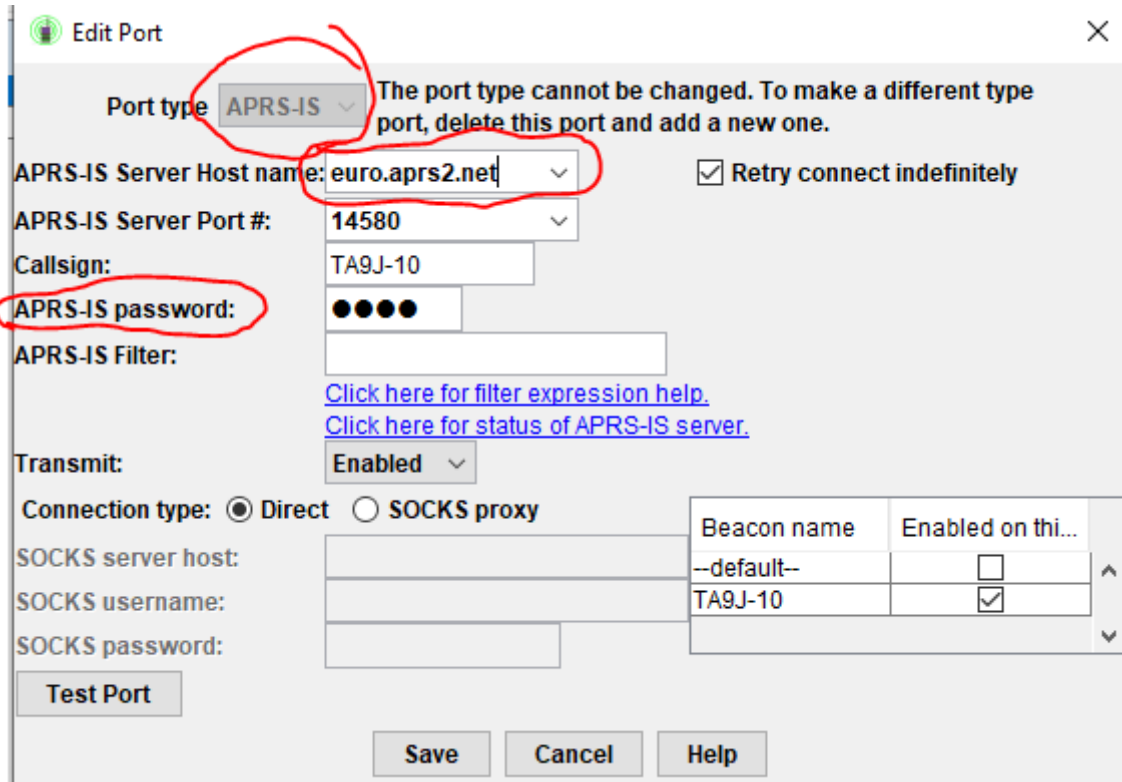 Edit Port
Port type APRS-IS The port type cannot be changed. To make a different type
port, delete this port and add a new one.
APRS-IS Server Host name: euro.aprs2.net Retry connect indefinitely
APRS-IS Server Port #: 14580
Callsign: TA9J-10
APRS-IS password: ●●●●
APRS-IS Filter:
Click here for filter expression help.
Click here for status of APRS-IS server.
Transmit: Enabled
Connection type: Direct SOCKS proxy
Beacon name Enabled on thi...
SOCKS server host:
--default--
SOCKS username:
TA9J-10
SOCKS password:
Test Port
Save Cancel Help